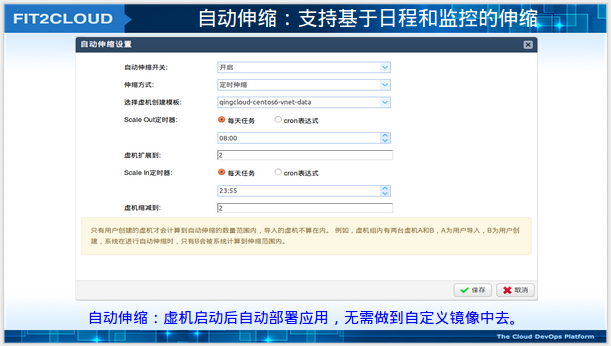 FIT2CLOUD
自动伸缩：支持基于日程和监控的伸缩
自动伸缩设置
自动伸缩开关: 开启
伸缩方式: 定时伸缩
选择虚机创建模板: qingcloud-centos6-vnet-data
Scale Out定时器: 每天任务 cron表达式
08:00
虚机扩展到: 2
Scale In定时器: 每天任务 cron表达式
23:55
虚机缩减到: 2
只有用户创建的虚机才会计算到自动伸缩的数量范围内，导入的虚机不算在内。 例如，虚机组内有两台虚机A和B，A为用户导入，B为用户创
建，系统在进行自动伸缩时，只有B会被系统计算到伸缩范围内。
保存 取消
自动伸缩：虚机启动后自动部署应用，无需做到自定义镜像中去。
The Cloud DevOps Platform